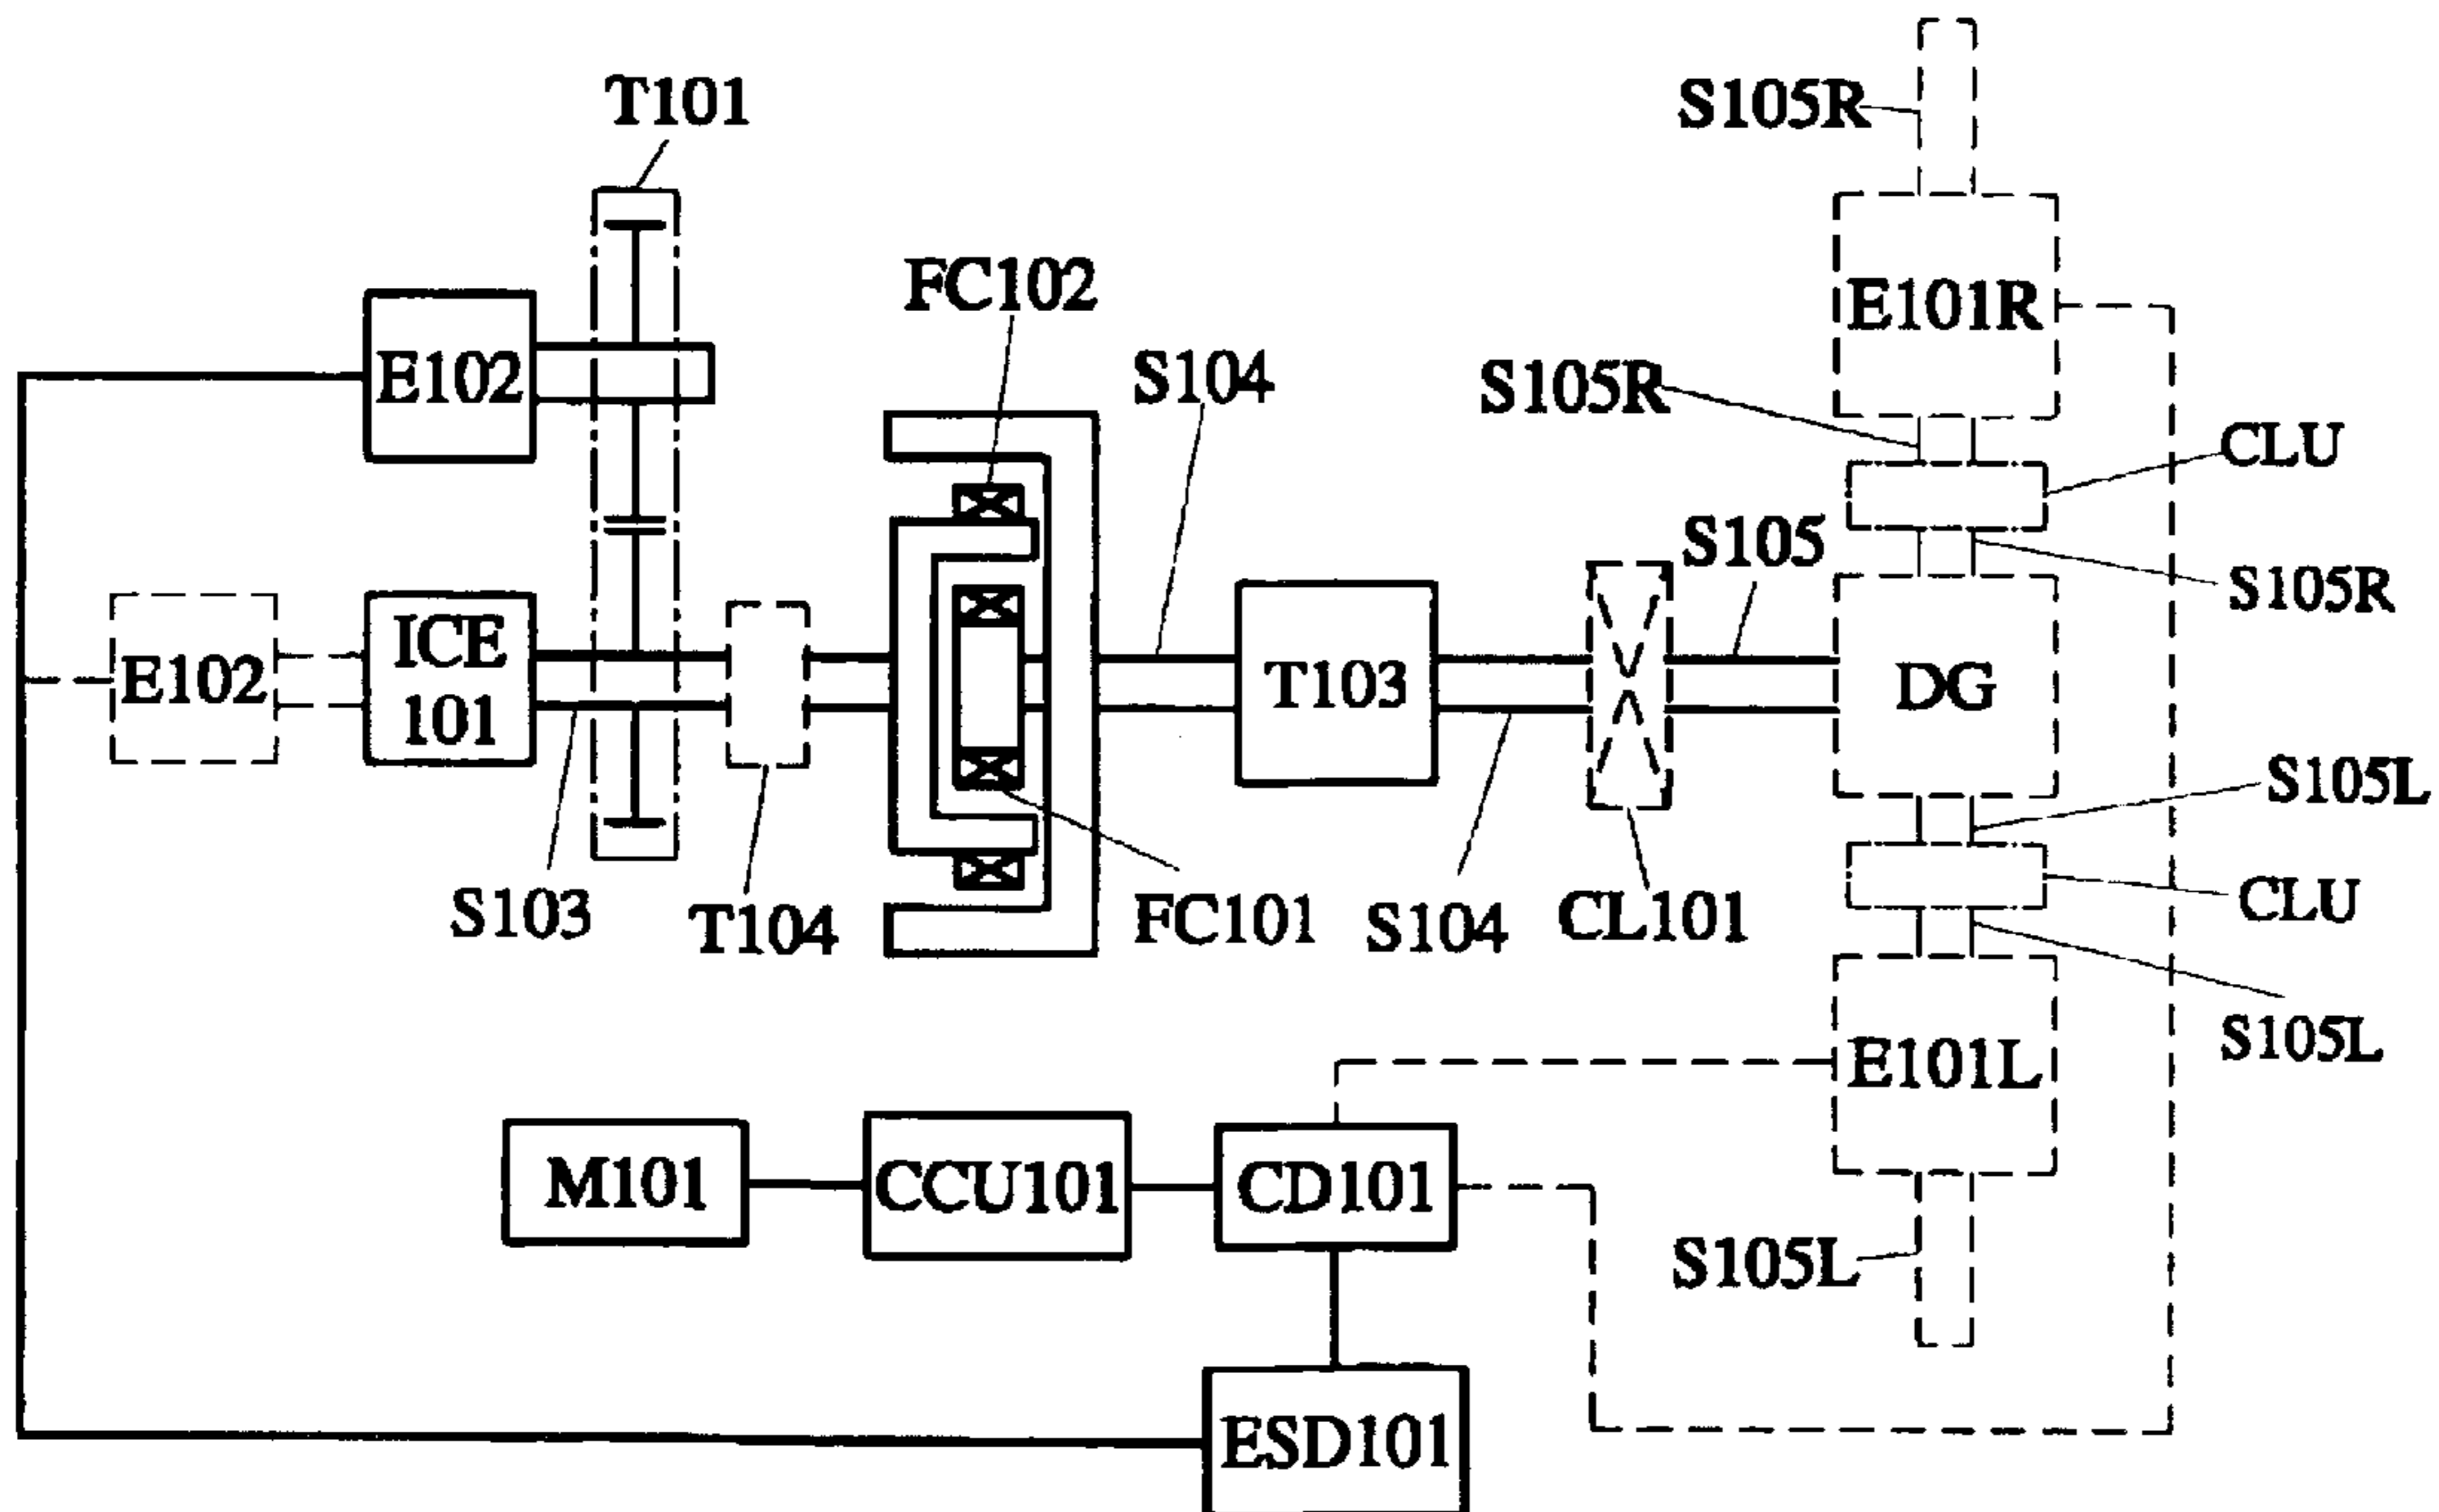 T101
S105R
FC102
E101R
E102
S104
S105R
CLU
S105
S105R
ICE
101
E102
T103
DG
S105L
S103
T104
FC101
S104
CL101
CLU
S105L
E101L
M101
CCU101
CD101
S105L
ESD101